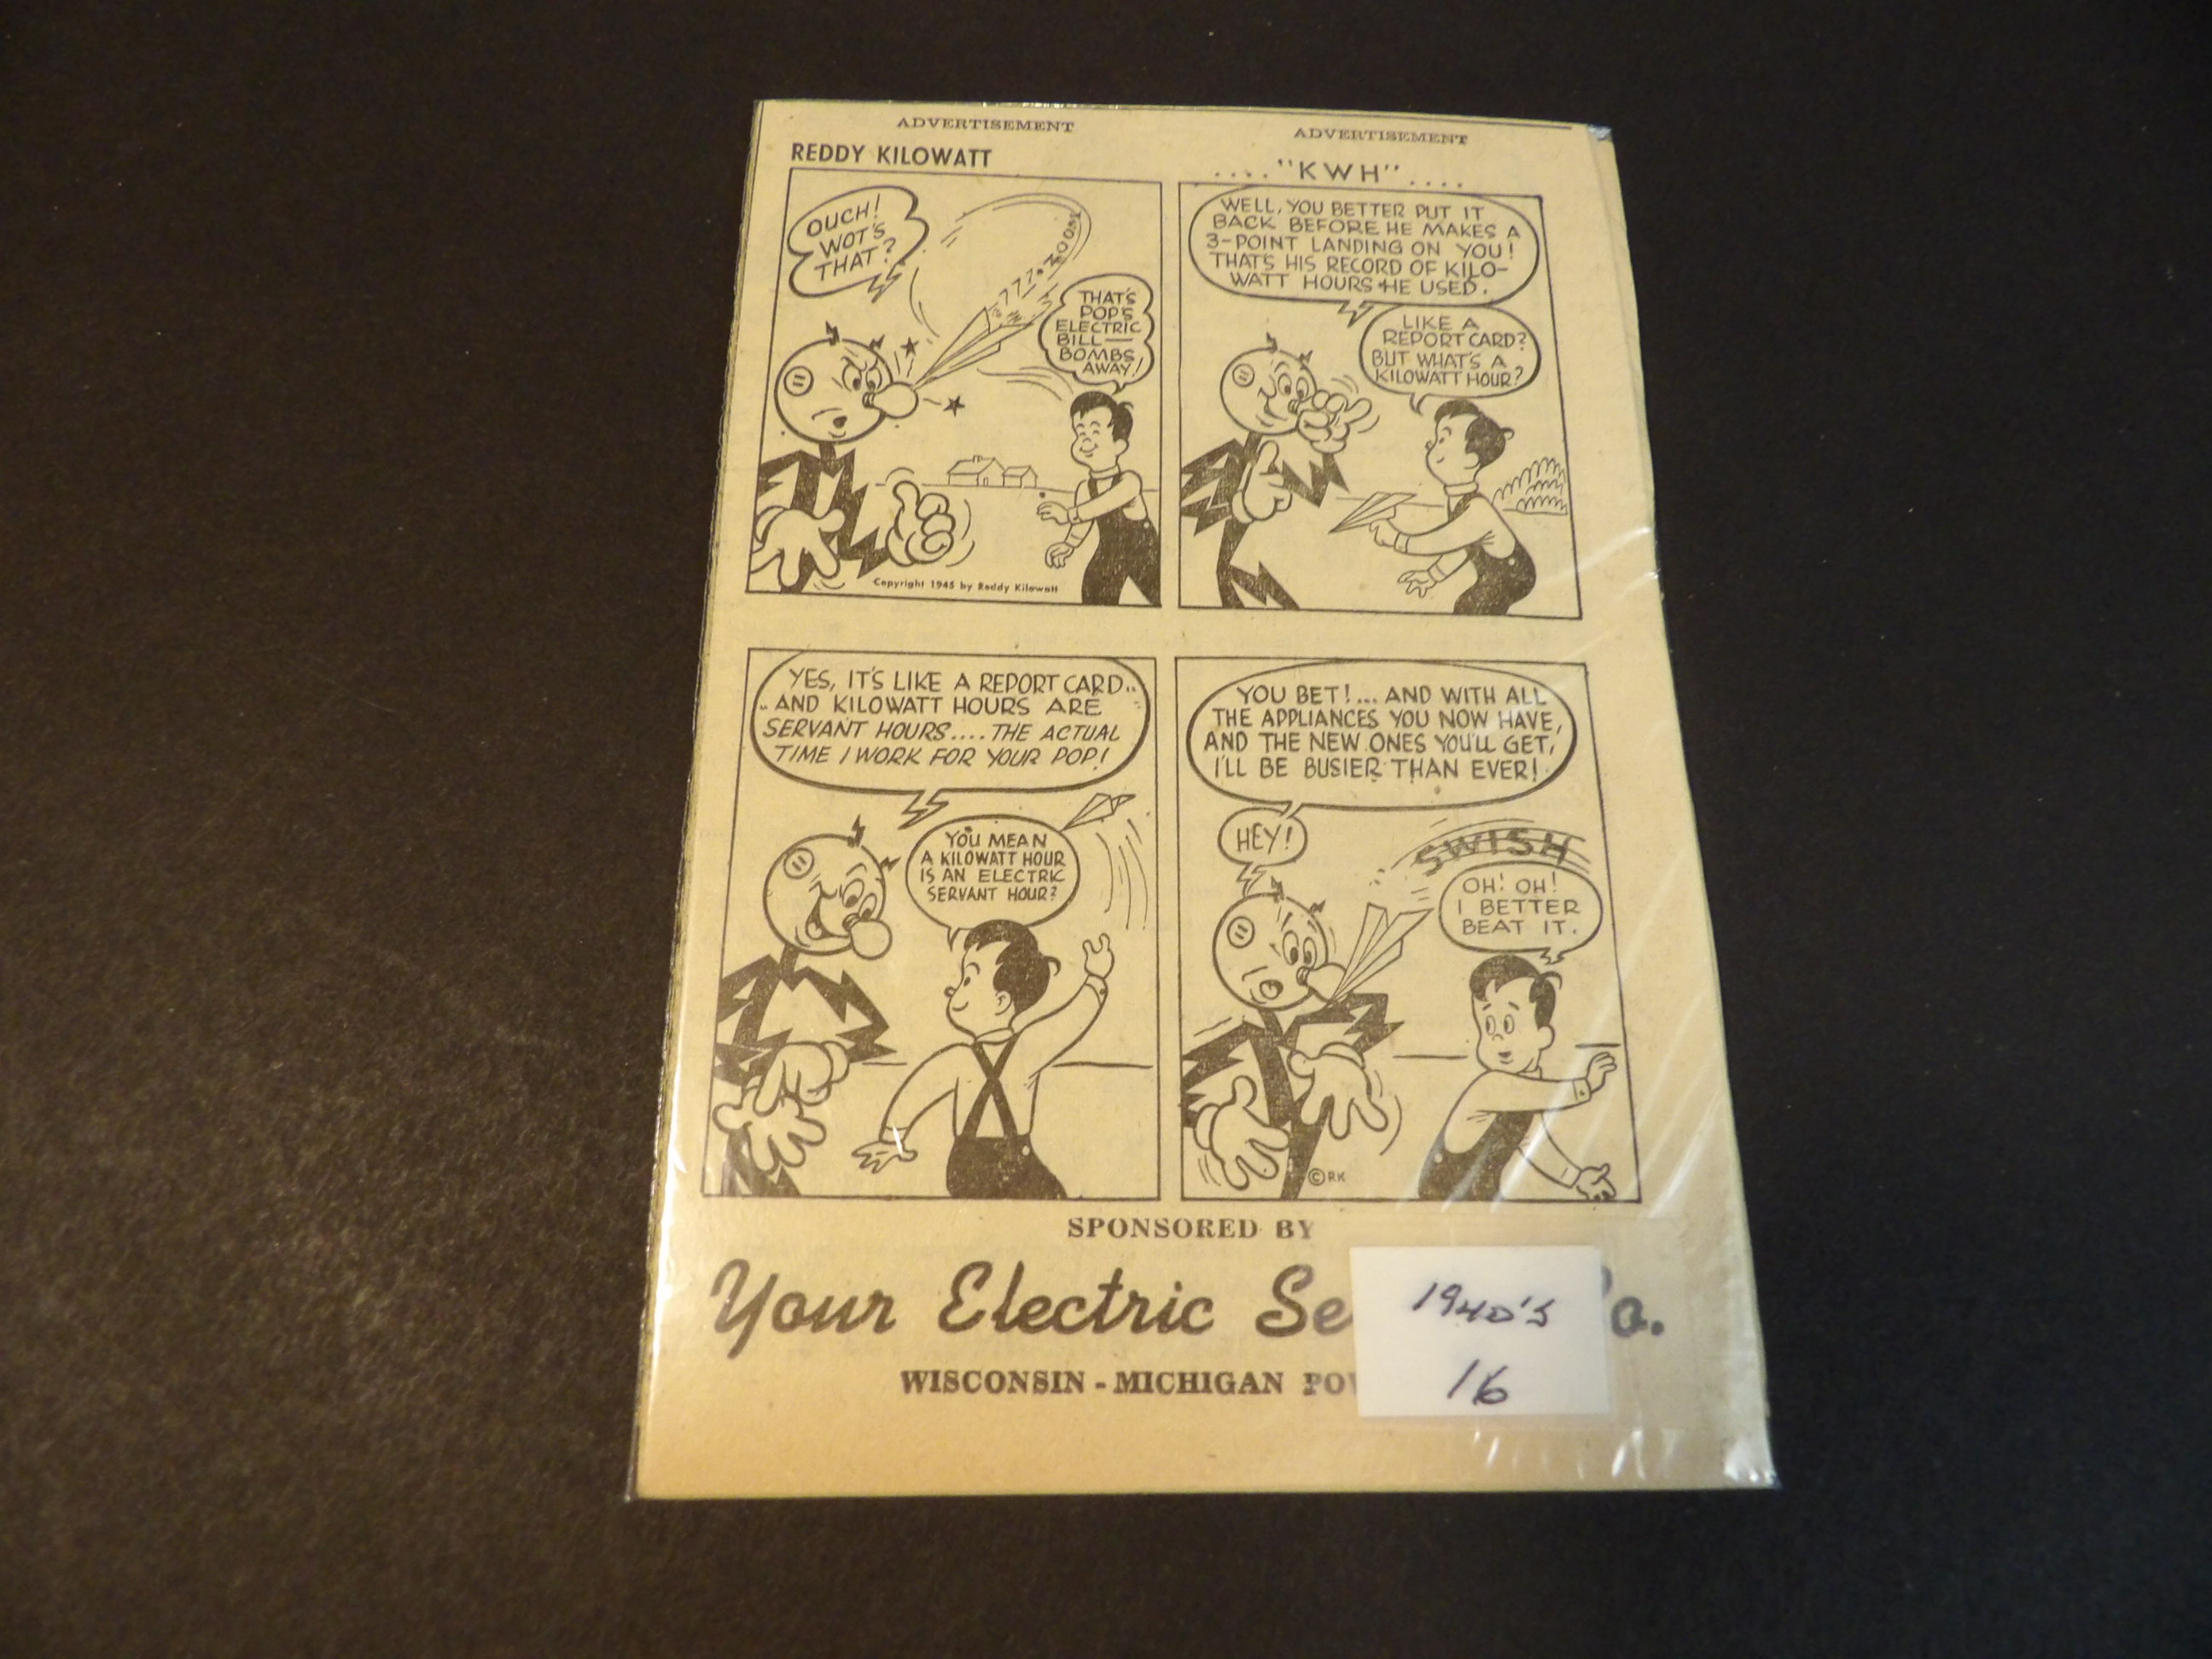 ADVERTISEMENT
ADVERTISEMENT
REDDY KILOWATT
...."KWH"....
OUCH!
WOT'S
THAT?
ZZZZ.ZOOM
THAT'S
POP'S
ELECTRIC
BILL—
BOMBS
AWAY!
Copyright 1945 by Reddy Kilowatt
WELL, YOU BETTER PUT IT
BACK BEFORE HE MAKES A
3-POINT LANDING ON YOU!
THAT'S HIS RECORD OF KILO-
WATT HOURS HE USED.
LIKE A
REPORT CARD?
BUT WHAT'S A
KILOWATT HOUR?
YES, IT'S LIKE A REPORT CARD..
..AND KILOWATT HOURS ARE
SERVANT HOURS....THE ACTUAL
TIME I WORK FOR YOUR POP!
YOU MEAN
A KILOWATT HOUR
IS AN ELECTRIC
SERVANT HOUR?
YOU BET!...AND WITH ALL
THE APPLIANCES YOU NOW HAVE,
AND THE NEW ONES YOU'LL GET,
I'LL BE BUSIER THAN EVER!
HEY!
SWISH
OH! OH!
I BETTER
BEAT IT.
©RK
SPONSORED BY
Your Electric Se o.
WISCONSIN - MICHIGAN PO
1940's
16